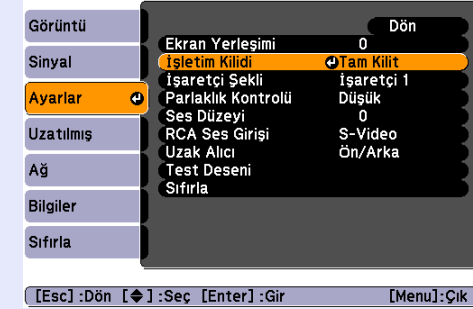 Görüntü
Sinyal
Ayarlar
Uzatılmış
Ağ
Bilgiler
Sıfırla
Dön
Ekran Yerleşimi 0
İşletim Kilidi Tam Kilit
İşaretçi Şekli İşaretçi 1
Parlaklık Kontrolü Düşük
Ses Düzeyi 0
RCA Ses Girişi S-Video
Uzak Alıcı Ön/Arka
Test Deseni
Sıfırla
[Esc] :Dön [◆] :Seç [Enter] :Gir [Menu]:Çık